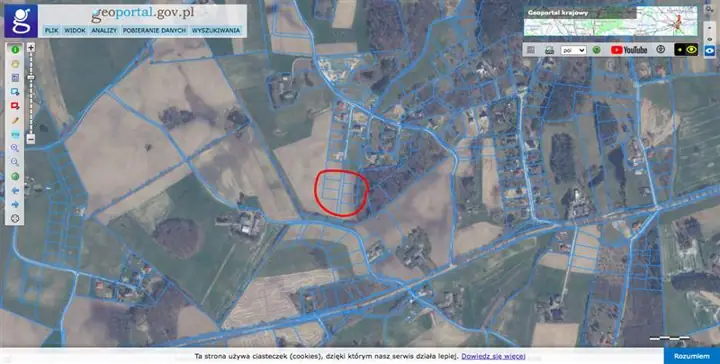 geoportal.gov.pl
PLIK WIDOK ANALIZY POBIERANIE DANYCH WYSZUKIWANIA
Geoportal krajowy
pol
YouTube
Ta strona używa ciasteczek (cookies), dzięki którym nasz serwis działa lepiej. Dowiedz się więcej
Rozumiem